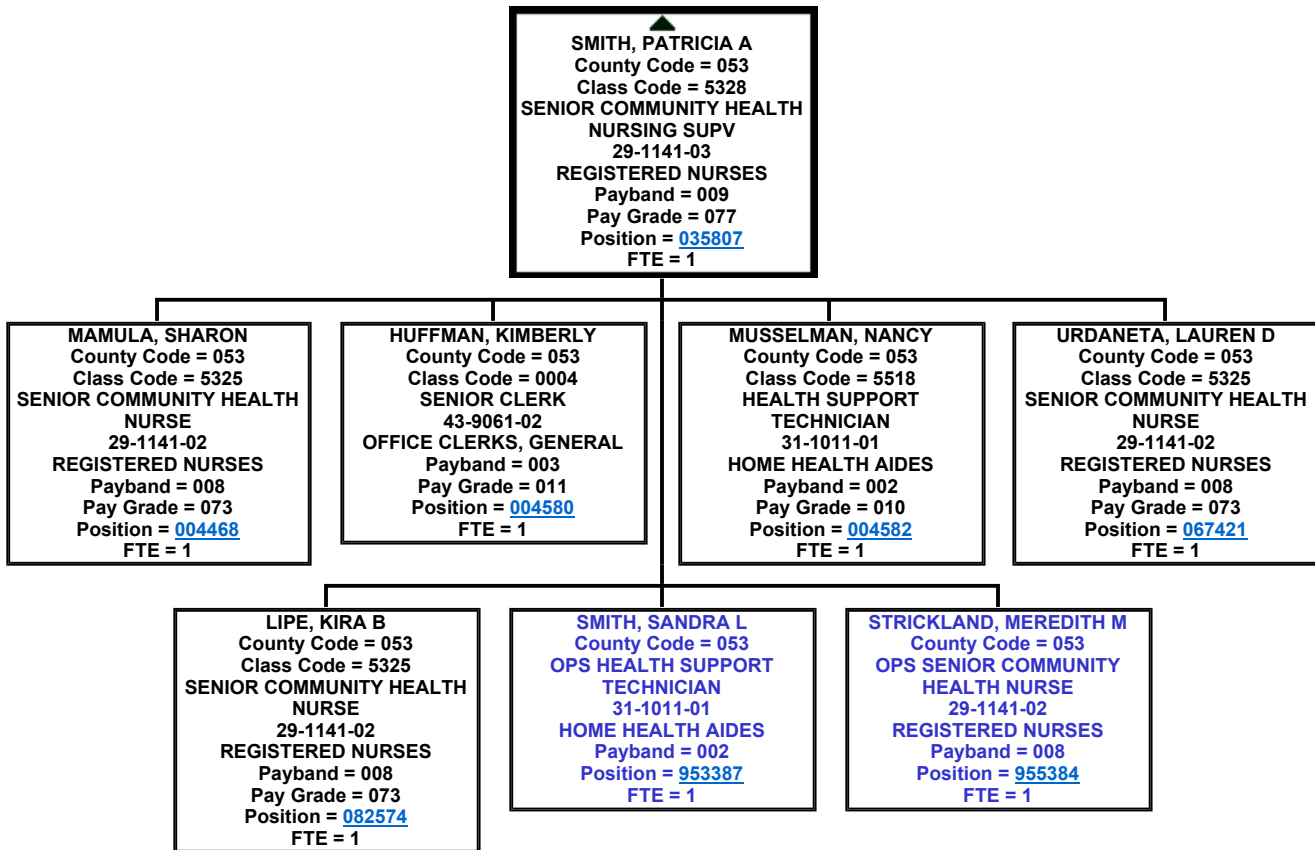 SMITH, PATRICIA A
County Code = 053
Class Code = 5328
SENIOR COMMUNITY HEALTH
NURSING SUPV
29-1141-03
REGISTERED NURSES
Payband = 009
Pay Grade = 077
Position = 035807
FTE = 1
MAMULA, SHARON
County Code = 053
Class Code = 5325
SENIOR COMMUNITY HEALTH
NURSE
29-1141-02
REGISTERED NURSES
Payband = 008
Pay Grade = 073
Position = 004468
FTE = 1
HUFFMAN, KIMBERLY
County Code = 053
Class Code = 0004
SENIOR CLERK
43-9061-02
OFFICE CLERKS, GENERAL
Payband = 003
Pay Grade = 011
Position = 004580
FTE = 1
MUSSELMAN, NANCY
County Code = 053
Class Code = 5518
HEALTH SUPPORT
TECHNICIAN
31-1011-01
HOME HEALTH AIDES
Payband = 002
Pay Grade = 010
Position = 004582
FTE = 1
URDANETA, LAUREN D
County Code = 053
Class Code = 5325
SENIOR COMMUNITY HEALTH
NURSE
29-1141-02
REGISTERED NURSES
Payband = 008
Pay Grade = 073
Position = 067421
FTE = 1
LIPE, KIRA B
County Code = 053
Class Code = 5325
SENIOR COMMUNITY HEALTH
NURSE
29-1141-02
REGISTERED NURSES
Payband = 008
Pay Grade = 073
Position = 082574
FTE = 1
SMITH, SANDRA L
County Code = 053
OPS HEALTH SUPPORT
TECHNICIAN
31-1011-01
HOME HEALTH AIDES
Payband = 002
Position = 953387
FTE = 1
STRICKLAND, MEREDITH M
County Code = 053
OPS SENIOR COMMUNITY
HEALTH NURSE
29-1141-02
REGISTERED NURSES
Payband = 008
Position = 955384
FTE = 1